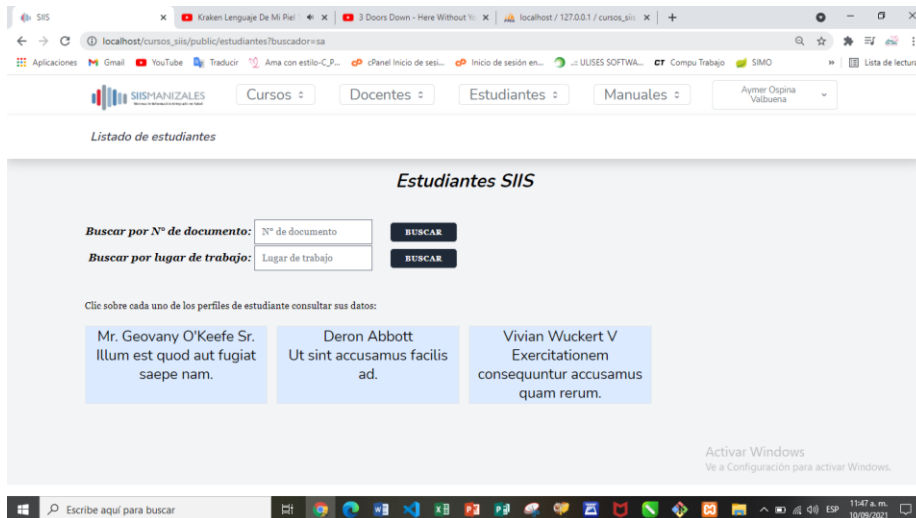 SIIS
Kraken Lenguaje De Mi Piel
3 Doors Down - Here Without Yo
localhost / 127.0.0.1 / cursos_siis
localhost/cursos_siis/public/estudiantes?buscador=sa
Aplicaciones
Gmail
YouTube
Traducir
Ama con estilo-C_P...
cPanel Inicio de sesi...
Inicio de sesión en...
..:: ULISES SOFTWA...
CT Compu Trabajo
SIMO
»
Lista de lectura
SIISMANIZALES
Cursos
Docentes
Estudiantes
Manuales
Aymer Ospina
Valbuena
Listado de estudiantes
Estudiantes SIIS
Buscar por N° de documento:
N° de documento
BUSCAR
Buscar por lugar de trabajo:
Lugar de trabajo
BUSCAR
Clic sobre cada uno de los perfiles de estudiante consultar sus datos:
Mr. Geovany O'Keefe Sr.
Illum est quod aut fugiat
saepe nam.
Deron Abbott
Ut sint accusamus facilis
ad.
Vivian Wuckert V
Exercitationem
consequuntur accusamus
quam rerum.
Activar Windows
Ve a Configuración para activar Windows.
Escribe aquí para buscar
ESP
11:47 a. m.
10/09/2021